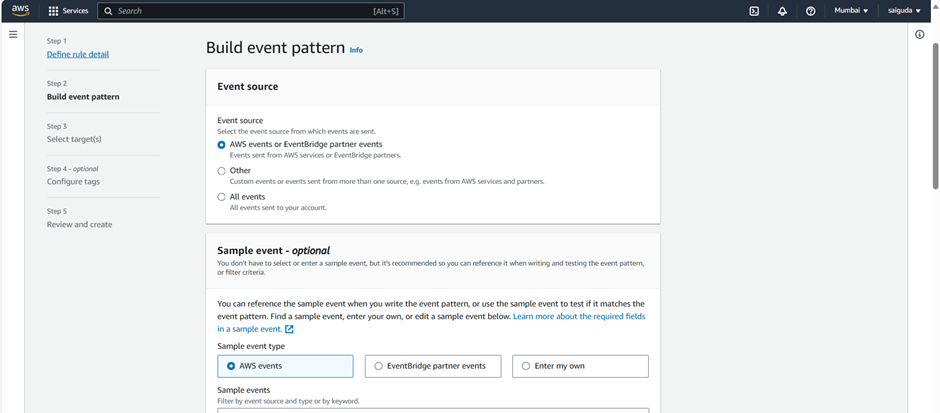 aws
Services
Search
[Alt+S]
Mumbai
saiguda
Step 1
Define rule detail
Step 2
Build event pattern
Step 3
Select target(s)
Step 4 - optional
Configure tags
Step 5
Review and create
Build event pattern Info
Event source
Event source
Select the event source from which events are sent.
AWS events or EventBridge partner events
Events sent from AWS services or EventBridge partners.
Other
Custom events or events sent from more than one source, e.g. events from AWS services and partners.
All events
All events sent to your account.
Sample event - optional
You don't have to select or enter a sample event, but it's recommended so you can reference it when writing and testing the event pattern,
or filter criteria.
You can reference the sample event when you write the event pattern, or use the sample event to test if it matches the
event pattern. Find a sample event, enter your own, or edit a sample event below. Learn more about the required fields
in a sample event.
Sample event type
AWS events
EventBridge partner events
Enter my own
Sample events
Filter by event source and type or by keyword.